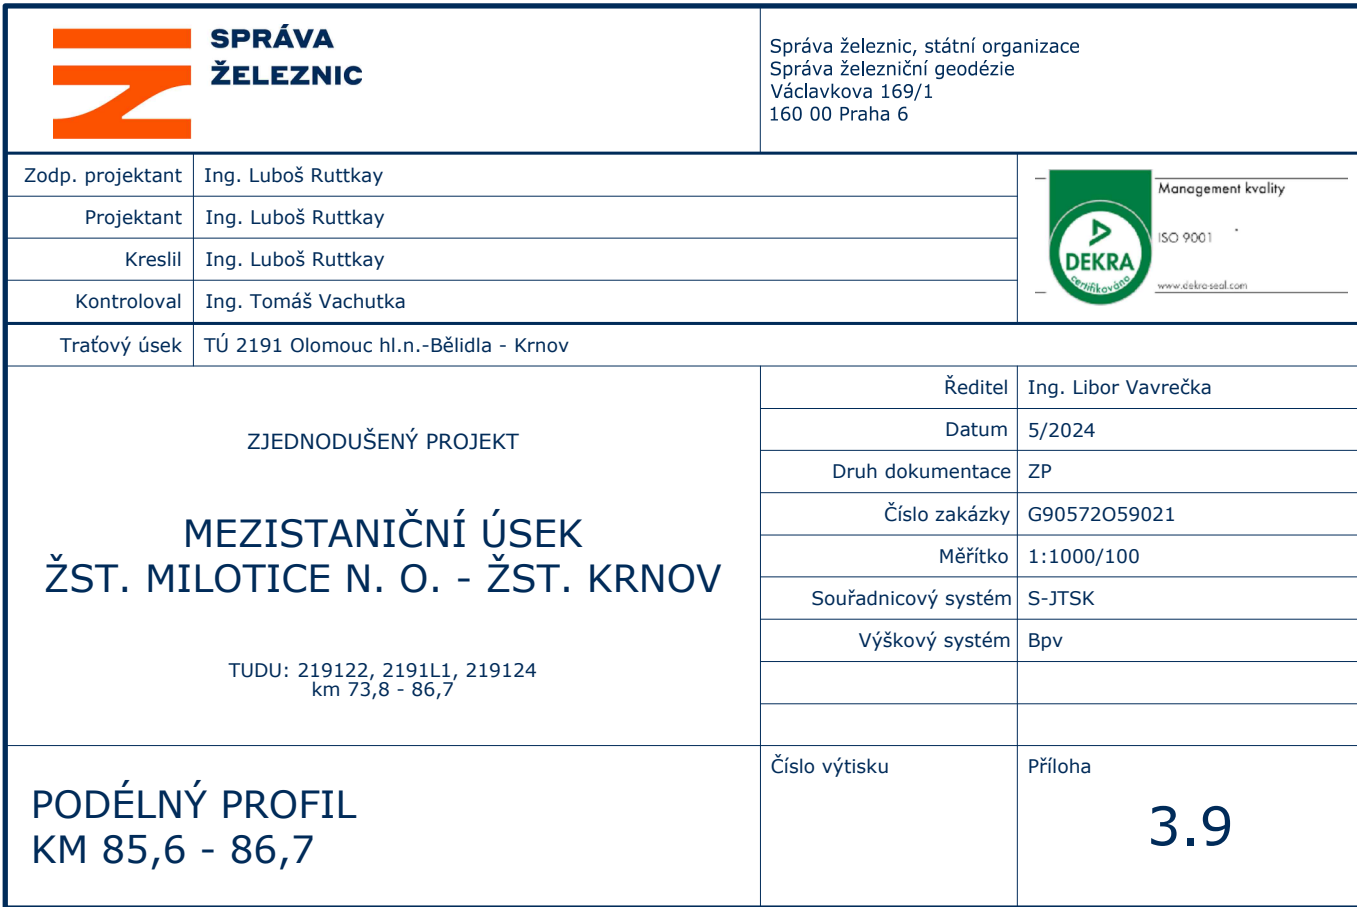 SPRÁVA
ŽELEZNIC
Správa železnic, státní organizace
Správa železniční geodézie
Václavkova 169/1
160 00 Praha 6
Zodp. projektant Ing. Luboš Ruttkay
Projektant Ing. Luboš Ruttkay
Kreslil Ing. Luboš Ruttkay
Kontroloval Ing. Tomáš Vachutka
Management kvality
ISO 9001
DEKRA
certifikováno
www.dekra-seal.com
Traťový úsek TÚ 2191 Olomouc hl.n.-Bělidla - Krnov
ZJEDNODUŠENÝ PROJEKT
MEZISTANIČNÍ ÚSEK
ŽST. MILOTICE N. O. - ŽST. KRNOV
TUDU: 219122, 2191L1, 219124
km 73,8 - 86,7
Ředitel Ing. Libor Vavrečka
Datum 5/2024
Druh dokumentace ZP
Číslo zakázky G90572O59021
Měřítko 1:1000/100
Souřadnicový systém S-JTSK
Výškový systém Bpv
PODÉLNÝ PROFIL
KM 85,6 - 86,7
Číslo výtisku
Příloha
3.9